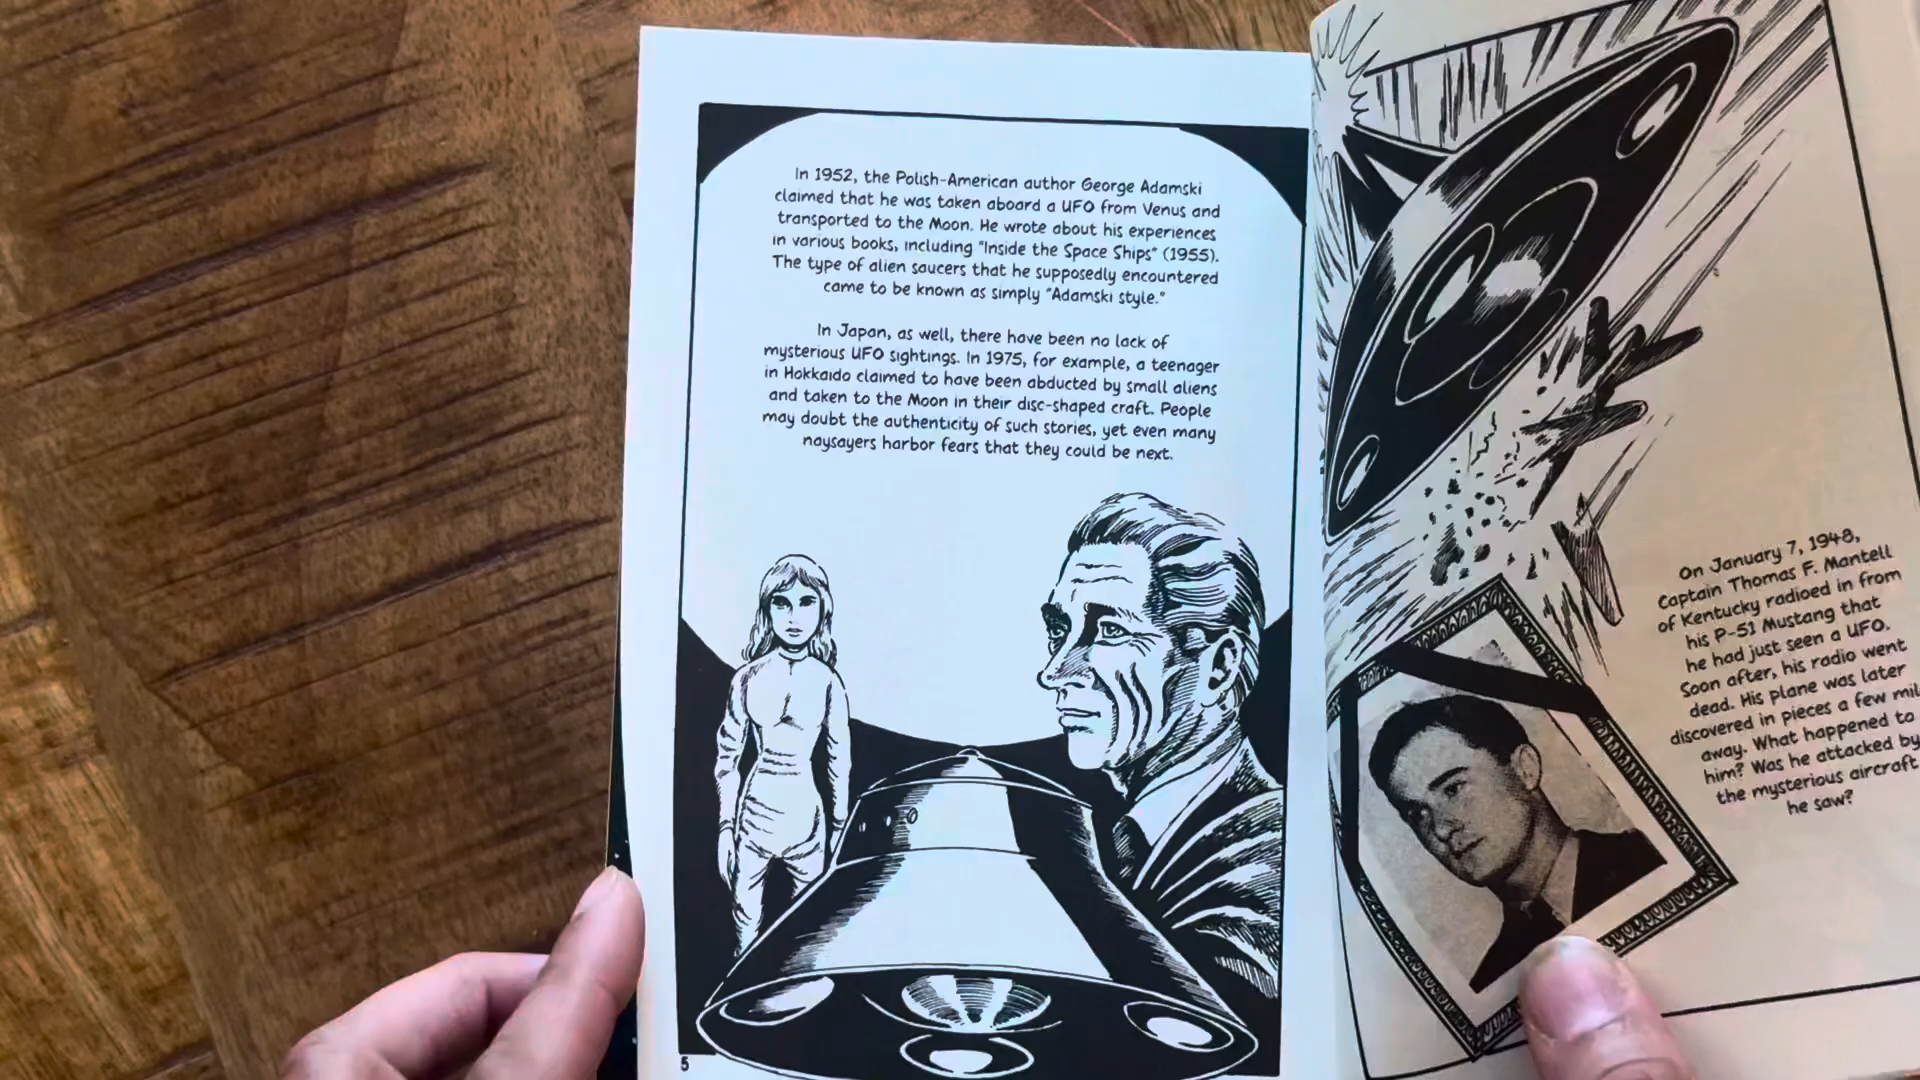 In 1952, the Polish-American author George Adamski
claimed that he was taken aboard a UFO from Venus and
transported to the Moon. He wrote about his experiences
in various books, including "Inside the Space Ships" (1955).
The type of alien saucers that he supposedly encountered
came to be known as simply "Adamski style."
In Japan, as well, there have been no lack of
mysterious UFO sightings. In 1975, for example, a teenager
in Hokkaido claimed to have been abducted by small aliens
and taken to the Moon in their disc-shaped craft. People
may doubt the authenticity of such stories, yet even many
naysayers harbor fears that they could be next.
5
On January 7, 1948,
Captain Thomas F. Mantell
of Kentucky radioed in from
his P-51 Mustang that
he had just seen a UFO.
Soon after, his radio went
dead. His plane was later
discovered in pieces a few mil
away. What happened to
him? Was he attacked by
the mysterious aircraft
he saw?